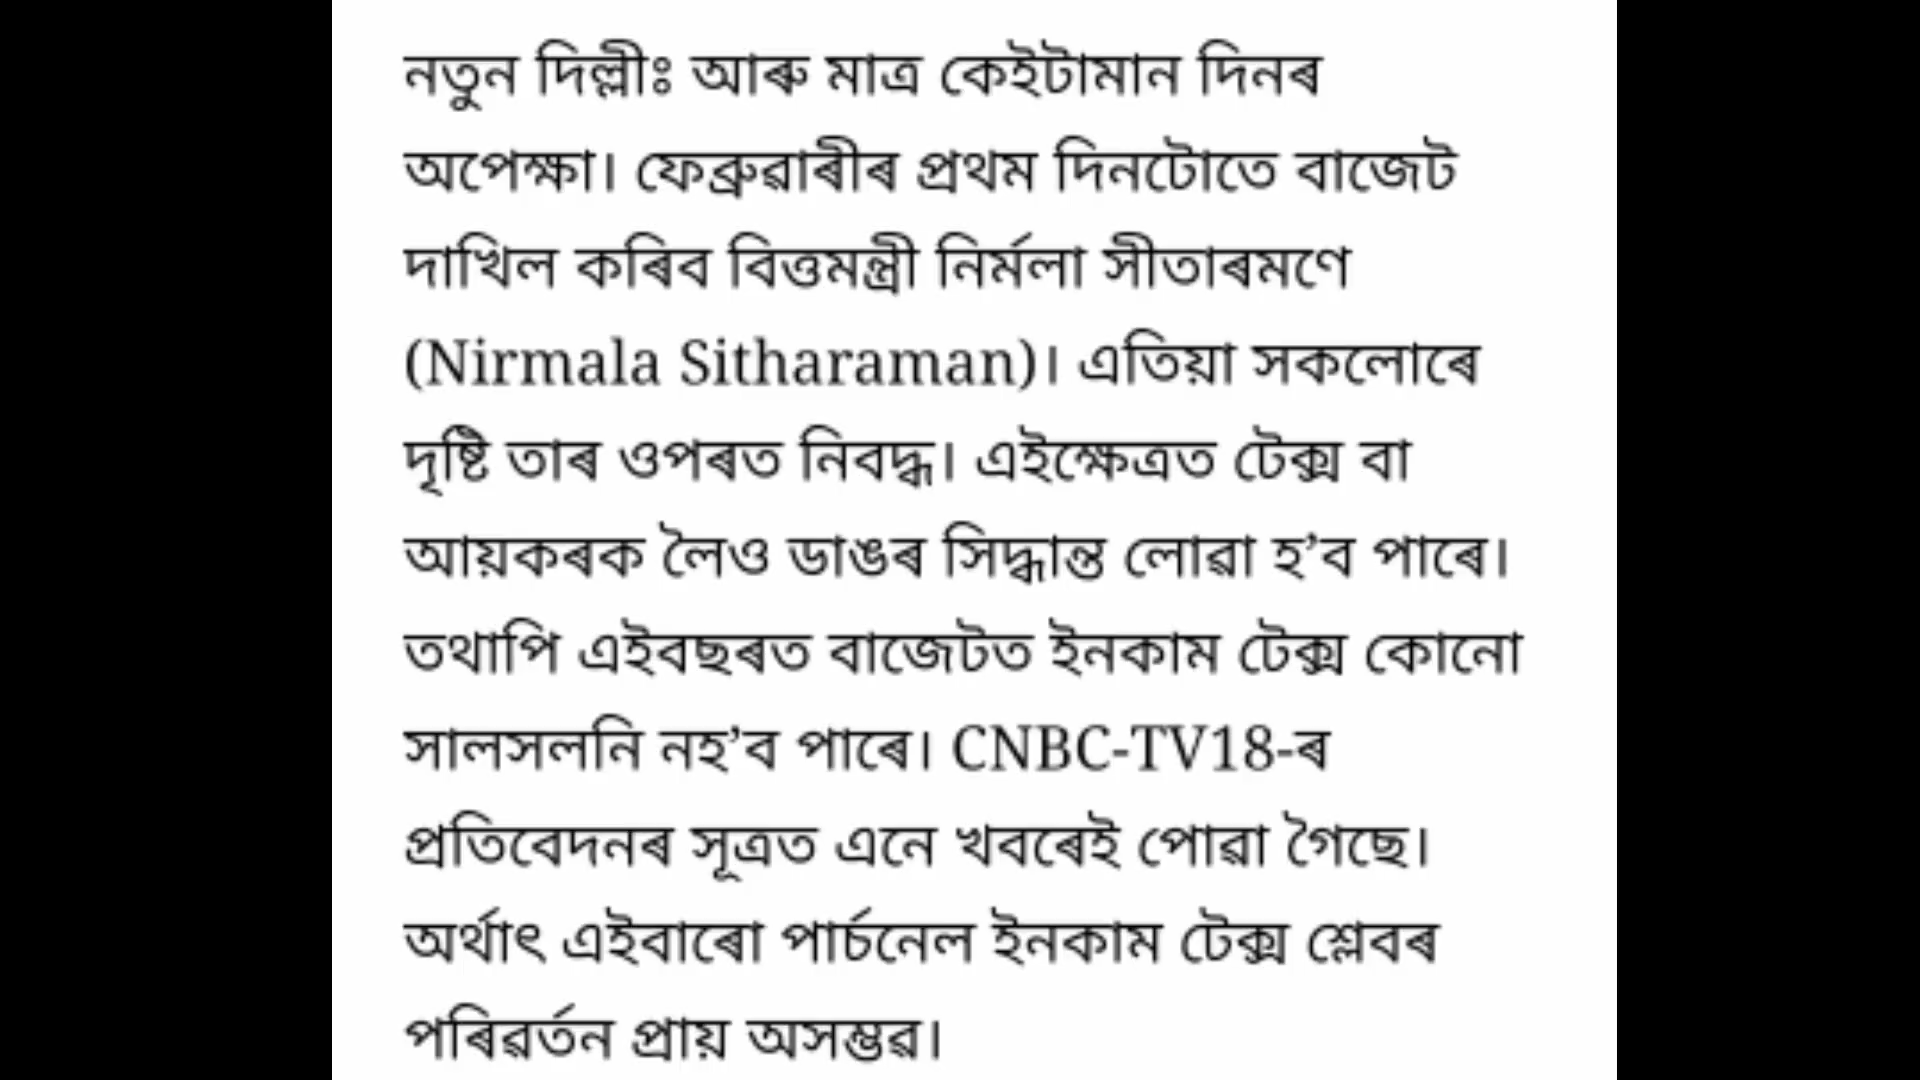 নতুন দিল্লীঃ আৰু মাত্ৰ কেইটামান দিনৰ
অপেক্ষা। ফেব্ৰুৱাৰীৰ প্ৰথম দিনটোতে বাজেট
দাখিল কৰিব বিত্তমন্ত্ৰী নিৰ্মলা সীতাৰমণে
(Nirmala Sitharaman)। এতিয়া সকলোৰে
দৃষ্টি তাৰ ওপৰত নিবদ্ধ। এইক্ষেত্ৰত টেক্স বা
আয়কৰক লৈও ডাঙৰ সিদ্ধান্ত লোৱা হ’ব পাৰে।
তথাপি এইবছৰত বাজেটত ইনকাম টেক্স কোনো
সালসলনি নহ’ব পাৰে। CNBC-TV18-ৰ
প্ৰতিবেদনৰ সূত্ৰত এনে খবৰেই পোৱা গৈছে।
অৰ্থাৎ এইবাৰো পাৰ্চনেল ইনকাম টেক্স শ্লেবৰ
পৰিৱৰ্তন প্ৰায় অসম্ভৱ।